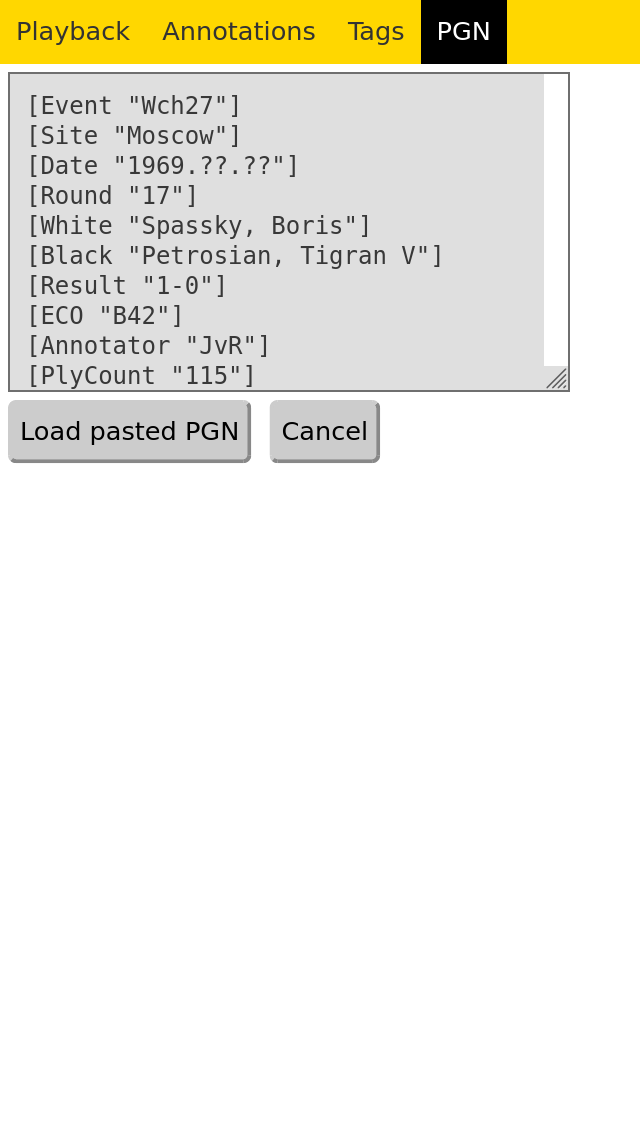 Playback Annotations Tags PGN
[Event "Wch27"]
[Site "Moscow"]
[Date "1969.??.??"]
[Round "17"]
[White "Spassky, Boris"]
[Black "Petrosian, Tigran V"]
[Result "1-0"]
[ECO "B42"]
[Annotator "JvR"]
[PlyCount "115"]
Load pasted PGN Cancel